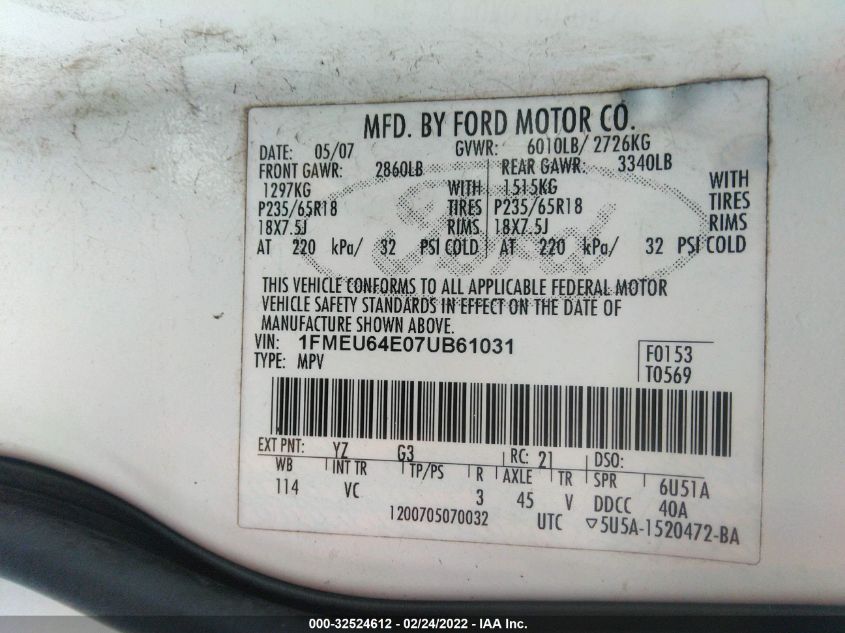 MFD. BY FORD MOTOR CO.
DATE: 05/07 GVWR: 6010LB/ 2726KG
FRONT GAWR: 2860LB REAR GAWR: 3340LB
1297KG WITH 1515KG WITH
P235/65R18 TIRES P235/65R18 TIRES
18X7.5J RIMS 18X7.5J RIMS
AT 220 kPa/ 32 PSI COLD AT 220 kPa/ 32 PSI COLD
Ford
THIS VEHICLE CONFORMS TO ALL APPLICABLE FEDERAL MOTOR
VEHICLE SAFETY STANDARDS IN EFFECT ON THE DATE OF
MANUFACTURE SHOWN ABOVE.
VIN: 1FMEU64E07UB61031
TYPE: MPV
F0153
T0569
EXT PNT: YZ G3 RC: 21 DSO:
WB INT TR TP/PS R AXLE TR SPR 6U51A
114 VC 3 45 V DDCC 40A
1200705070032 UTC ▽5U5A-1520472-BA
000-32524612 - 02/24/2022 - IAA Inc.